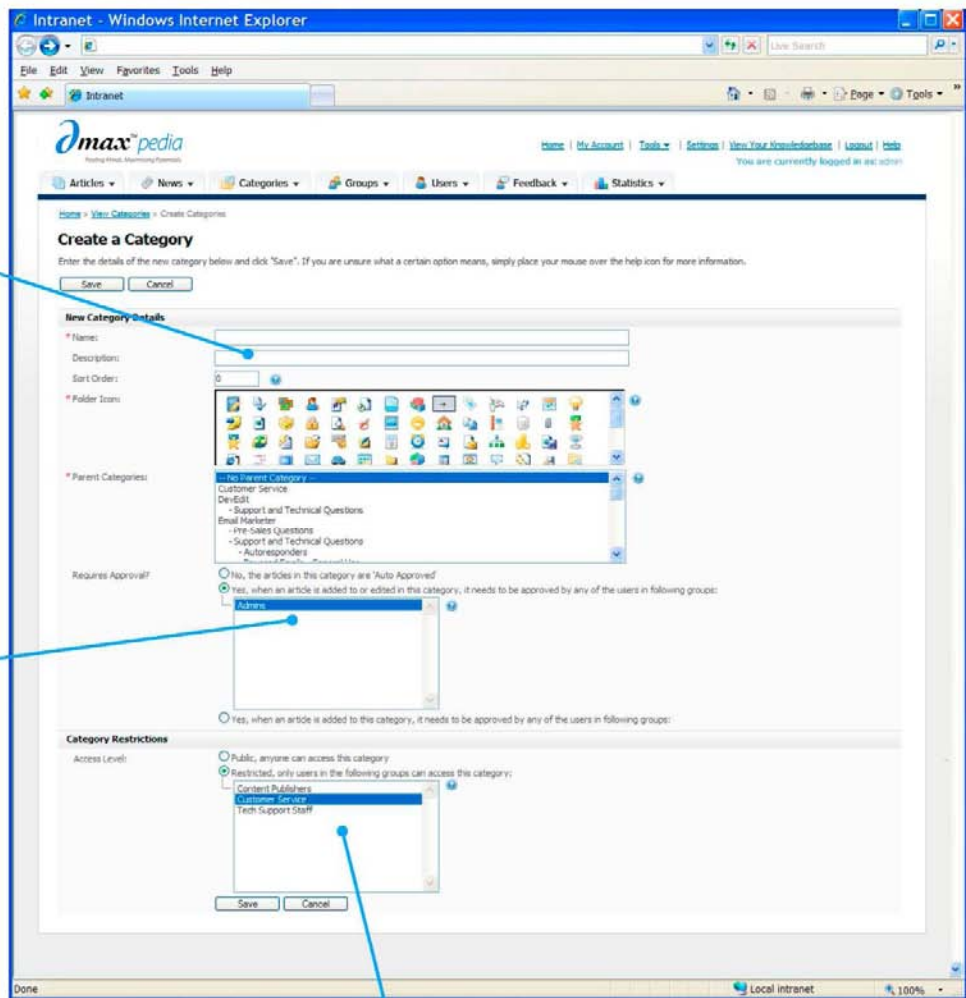 Intranet - Windows Internet Explorer
Live Search
File Edit View Favorites Tools Help
Intranet
Page Tools
∂max™pedia
Home | My Account | Tools | Settings | View Your Knowledgebase | Logout | Help
You are currently logged in as: admin
Articles News Categories Groups Users Feedback Statistics
Home > View Categories > Create Categories
Create a Category
Enter the details of the new category below and click "Save". If you are unsure what a certain option means, simply place your mouse over the help icon for more information.
Save Cancel
New Category Details
* Name:
Description:
Sort Order: 0
* Folder Icon:
* Parent Categories: -- No Parent Category --
Customer Service
DevEdit
- Support and Technical Questions
Email Marketer
- Pre-Sales Questions
- Support and Technical Questions
- Autoresponders
Requires Approval? No, the articles in this category are 'Auto Approved'
Yes, when an article is added to or edited in this category, it needs to be approved by any of the users in following groups:
Admins
Yes, when an article is added to this category, it needs to be approved by any of the users in following groups:
Category Restrictions
Access Level: Public, anyone can access this category
Restricted, only users in the following groups can access this category:
Content Publishers
Customer Service
Tech Support Staff
Save Cancel
Done Local intranet 100%